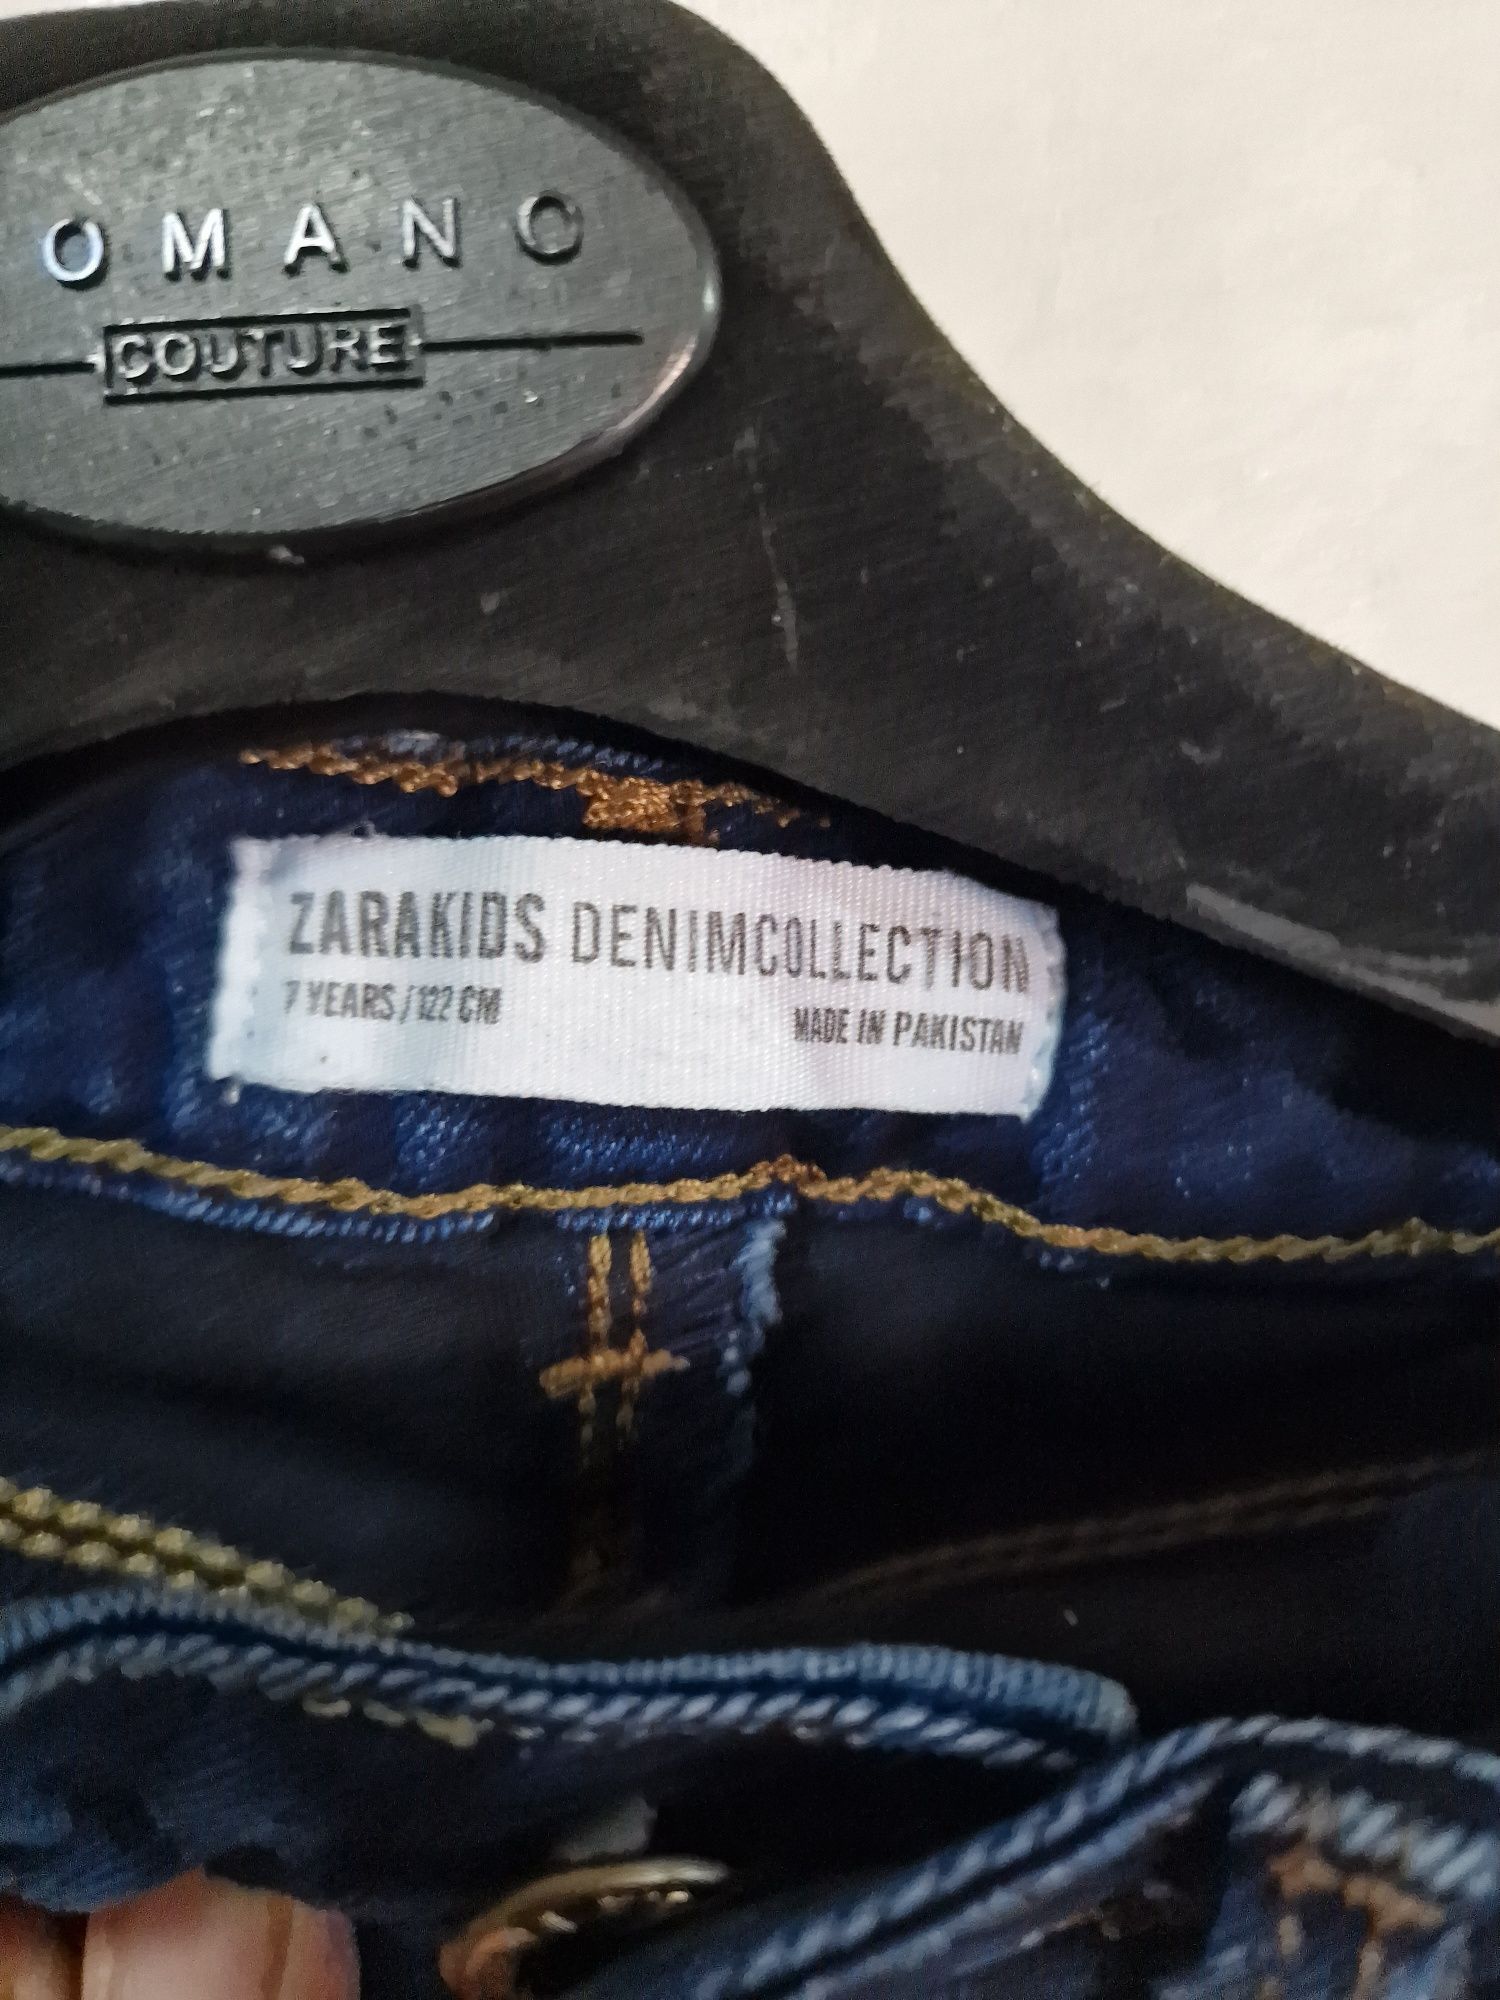 OMANO
COUTURE
ZARAKIDS DENIMCOLLECTION
7 YEARS/122 CM
MADE IN PAKISTAN